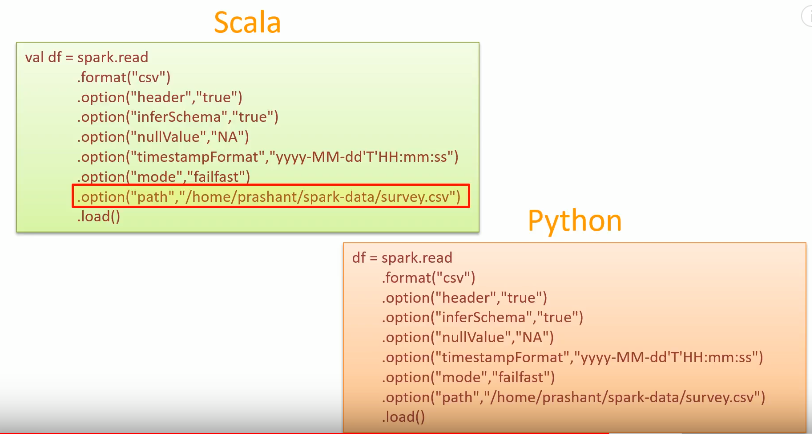 Scala
val df = spark.read
.format("csv")
.option("header","true")
.option("inferSchema","true")
.option("nullValue","NA")
.option("timestampFormat","yyyy-MM-dd'T'HH:mm:ss")
.option("mode","failfast")
.option("path","/home/prashant/spark-data/survey.csv")
.load()
Python
df = spark.read
.format("csv")
.option("header","true")
.option("inferSchema","true")
.option("nullValue","NA")
.option("timestampFormat","yyyy-MM-dd'T'HH:mm:ss")
.option("mode","failfast")
.option("path","/home/prashant/spark-data/survey.csv")
.load()